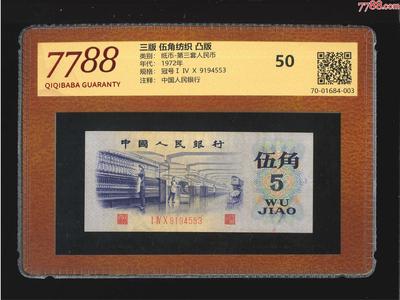 7788.com
7788
QIQIBABA GUARANTY
三版 伍角纺织 凸版
类别：纸币-第三套人民币
年代：1972年
规格：冠号 I IV X 9194553
注释：中国人民银行
50
70-01684-003
中國人民銀行
伍角
5
WU
JIAO
I IV X 9194553